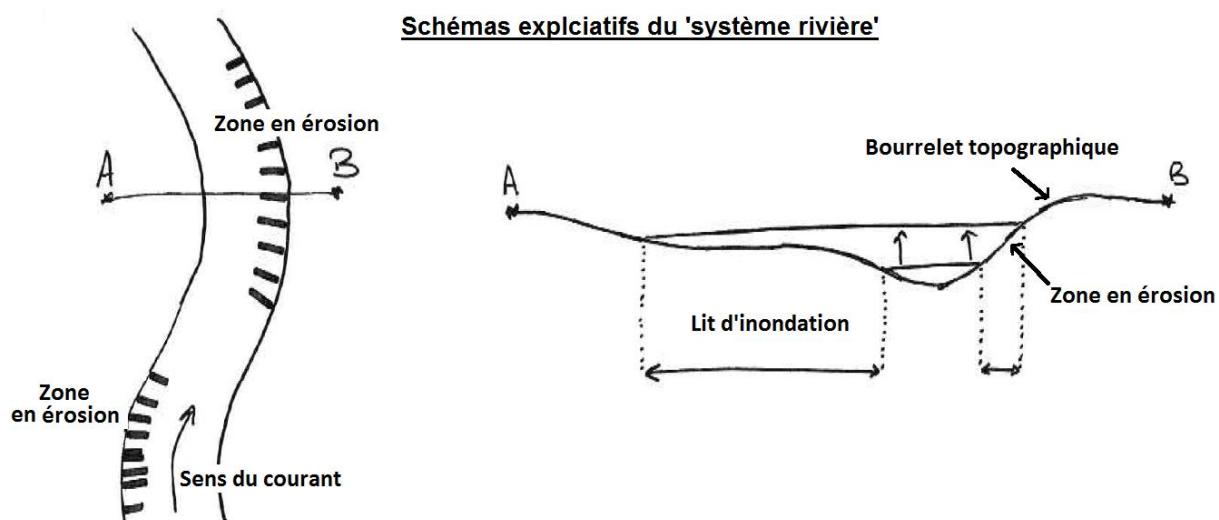 Schémas explciatifs du 'système rivière'
Zone en érosion
A
B
Zone
en érosion
Sens du courant
Bourrelet topographique
A
B
Zone en érosion
Lit d'inondation